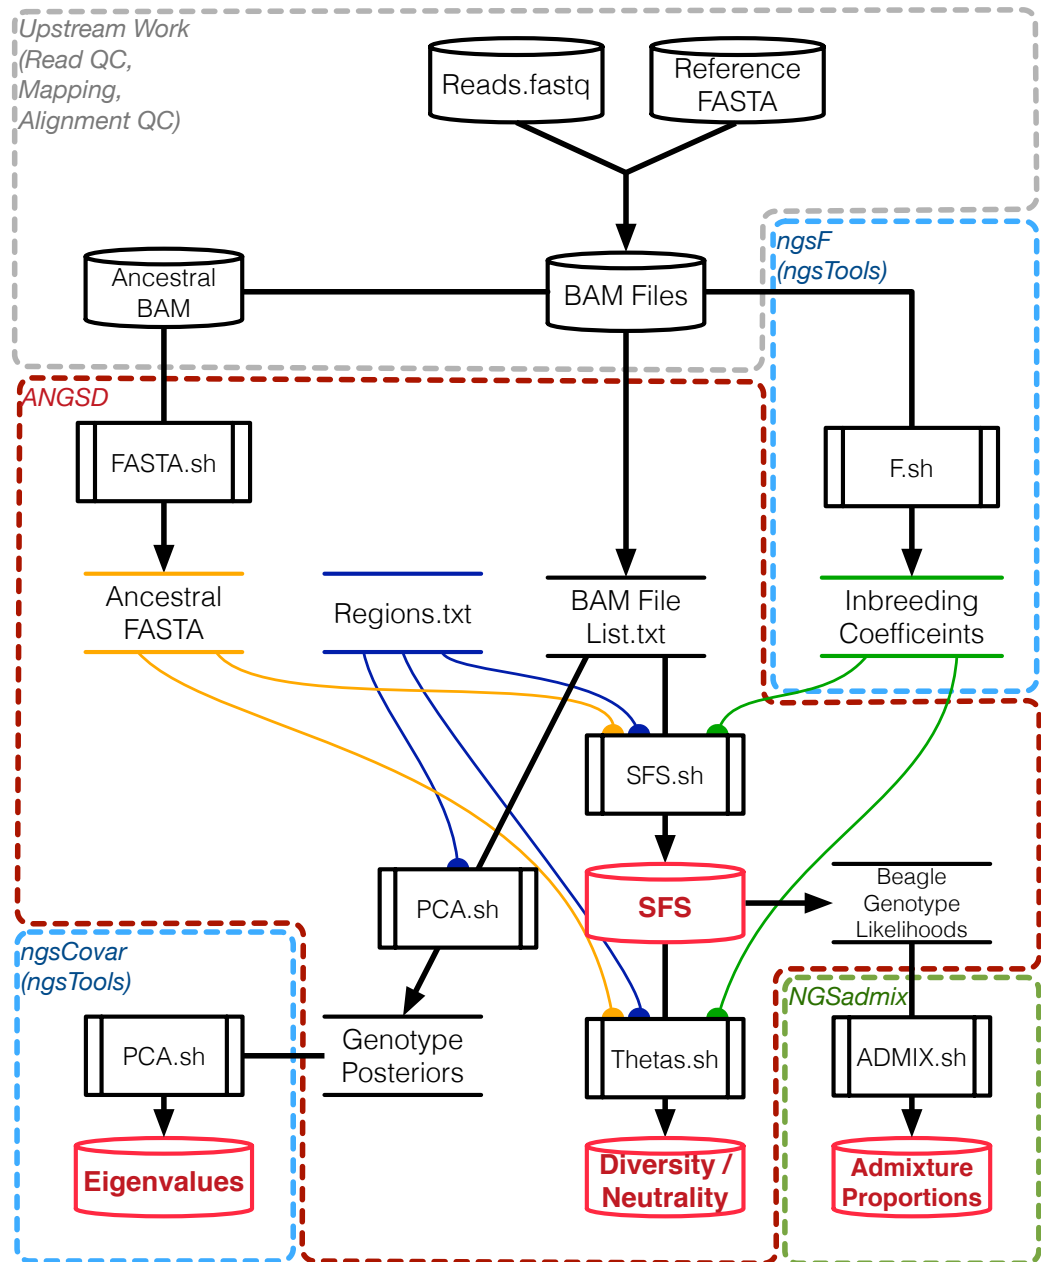 Upstream Work
(Read QC,
Mapping,
Alignment QC)
Reads.fastq
Reference
FASTA
ngsF
(ngsTools)
Ancestral
BAM
BAM Files
ANGSD
FASTA.sh
F.sh
Ancestral
FASTA
Regions.txt
BAM File
List.txt
Inbreeding
Coefficeints
SFS.sh
PCA.sh
SFS
Beagle
Genotype
Likelihoods
ngsCovar
(ngsTools)
NGSadmix
PCA.sh
Genotype
Posteriors
Thetas.sh
ADMIX.sh
Eigenvalues
Diversity /
Neutrality
Admixture
Proportions